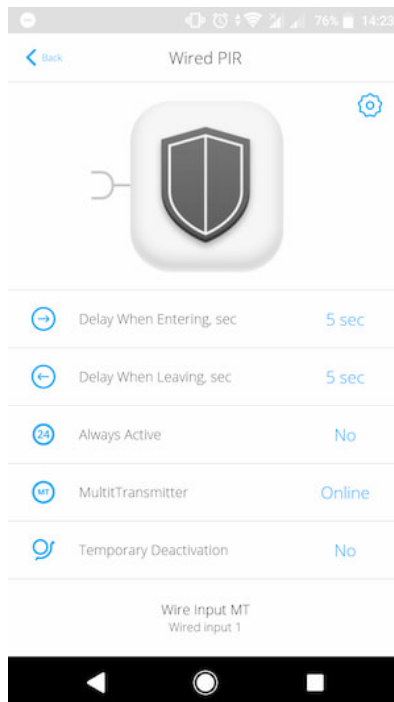 76% 14:23
Back Wired PIR
Delay When Entering, sec 5 sec
Delay When Leaving, sec 5 sec
24 Always Active No
MT MultitTransmitter Online
Temporary Deactivation No
Wire Input MT
Wired input 1